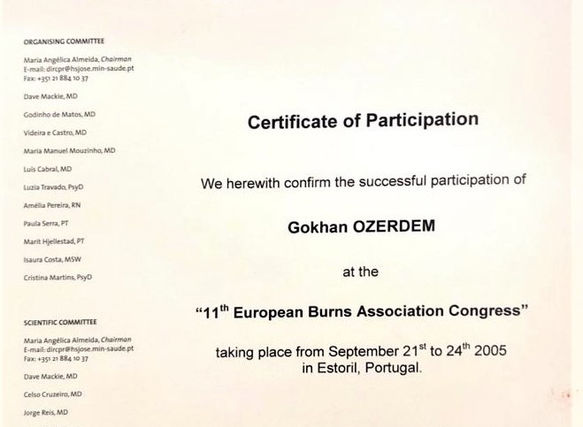 ORGANISING COMMITTEE
Maria Angélica Almeida, Chairman
E-mail: dircpr@hsjose.min-saude.pt
Fax: +351 21 884 10 37
Dave Mackie, MD
Godinho de Matos, MD
Videira e Castro, MD
Maria Manuel Mouzinho, MD
Luis Cabral, MD
Luzia Travado, PsyD
Amélia Pereira, RN
Paula Serra, PT
Marit Hjellestad, PT
Isaura Costa, MSW
Cristina Martins, PsyD
SCIENTIFIC COMMITTEE
Maria Angélica Almeida, Chairman
E-mail: dircpr@hsjose.min-saude.pt
Fax: +351 21 884 10 37
Dave Mackie, MD
Celso Cruzeiro, MD
Jorge Reis, MD
Certificate of Participation
We herewith confirm the successful participation of
Gokhan OZERDEM
at the
“11th European Burns Association Congress”
taking place from September 21st to 24th 2005
in Estoril, Portugal.